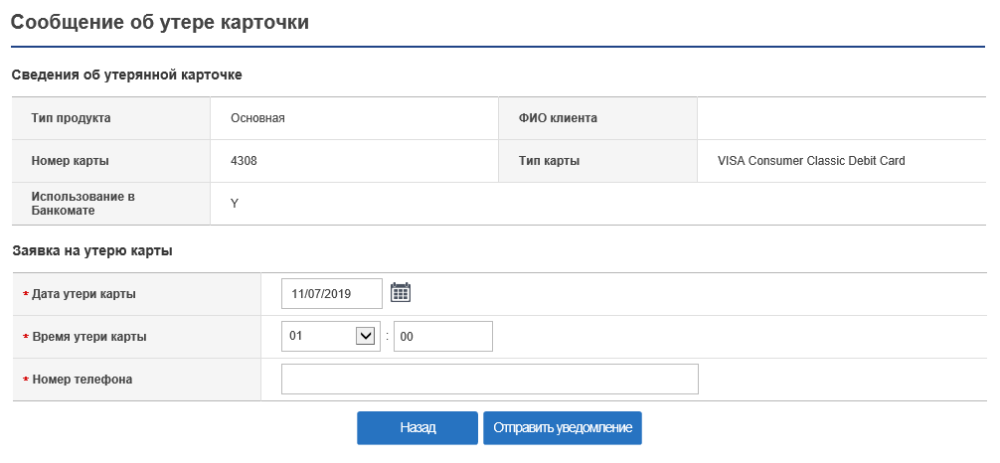 Сообщение об утере карточки
Сведения об утерянной карточке
Тип продукта Основная ФИО клиента
Номер карты 4308 Тип карты VISA Consumer Classic Debit Card
Использование в
Банкомате Y
Заявка на утерю карты
* Дата утери карты 11/07/2019
* Время утери карты 01 : 00
* Номер телефона
Назад Отправить уведомление